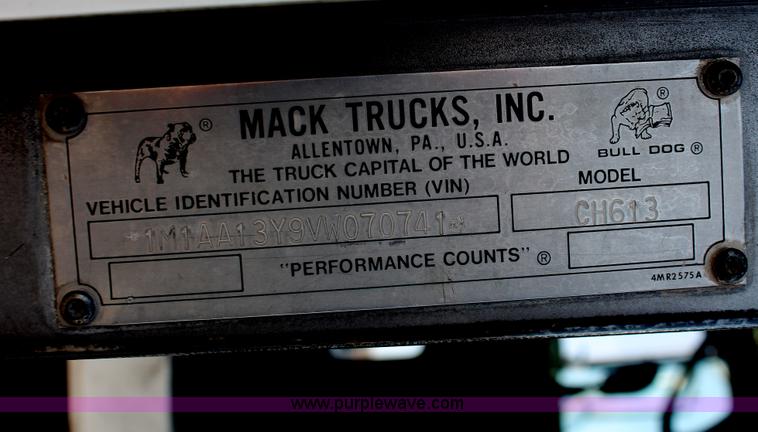 MACK TRUCKS, INC.
ALLENTOWN, PA., U.S.A.
THE TRUCK CAPITAL OF THE WORLD
®
®
BULL DOG ®
VEHICLE IDENTIFICATION NUMBER (VIN)
MODEL
*1M1AA13Y9VW070741*
CH613
"PERFORMANCE COUNTS" ®
4MR2575A
www.purplewave.com